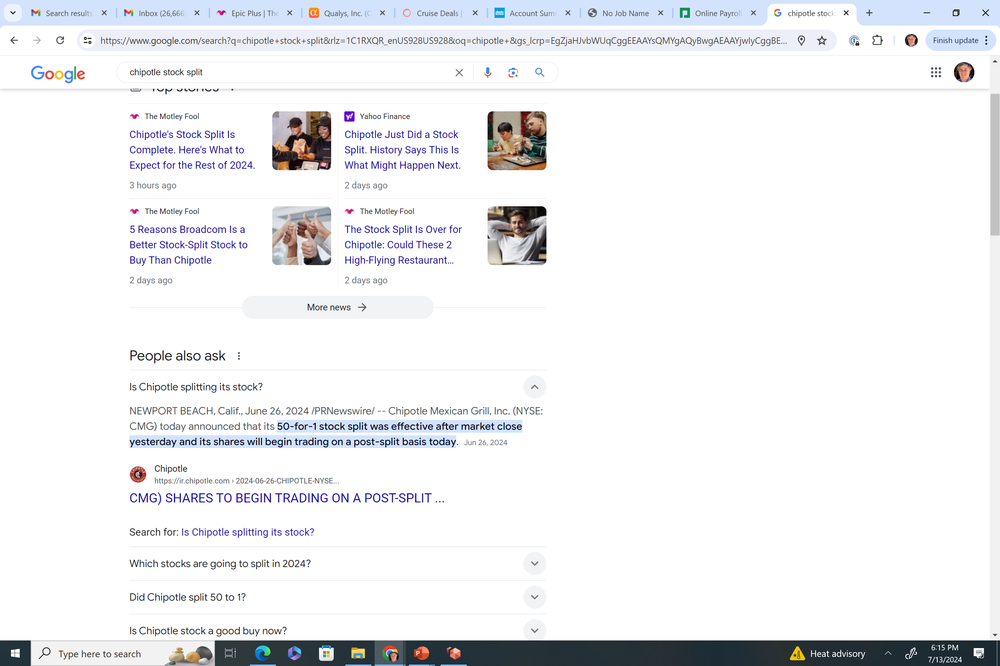 Search results
Inbox (26,666)
Epic Plus | The
Qualys, Inc. (Q
Cruise Deals |
Account Sum
No Job Name
Online Payroll
chipotle stock
https://www.google.com/search?q=chipotle+stock+split&rlz=1C1RXQR_enUS928US928&oq=chipotle+&gs_lcrp=EgZjaHJvbWUqCggEEAAYsQMYgAQyBwgAEAAYjwIyCggBE...
Finish update
Google
chipotle stock split
Top stories
The Motley Fool
Chipotle's Stock Split Is
Complete. Here's What to
Expect for the Rest of 2024.
3 hours ago
Yahoo Finance
Chipotle Just Did a Stock
Split. History Says This Is
What Might Happen Next.
2 days ago
The Motley Fool
5 Reasons Broadcom Is a
Better Stock-Split Stock to
Buy Than Chipotle
2 days ago
The Motley Fool
The Stock Split Is Over for
Chipotle: Could These 2
High-Flying Restaurant...
2 days ago
More news
People also ask
Is Chipotle splitting its stock?
NEWPORT BEACH, Calif., June 26, 2024 /PRNewswire/ -- Chipotle Mexican Grill, Inc. (NYSE:
CMG) today announced that its 50-for-1 stock split was effective after market close
yesterday and its shares will begin trading on a post-split basis today. Jun 26, 2024
Chipotle
https://ir.chipotle.com › 2024-06-26-CHIPOTLE-NYSE...
CMG) SHARES TO BEGIN TRADING ON A POST-SPLIT ...
Search for: Is Chipotle splitting its stock?
Which stocks are going to split in 2024?
Did Chipotle split 50 to 1?
Is Chipotle stock a good buy now?
Type here to search
Heat advisory
6:15 PM
7/13/2024